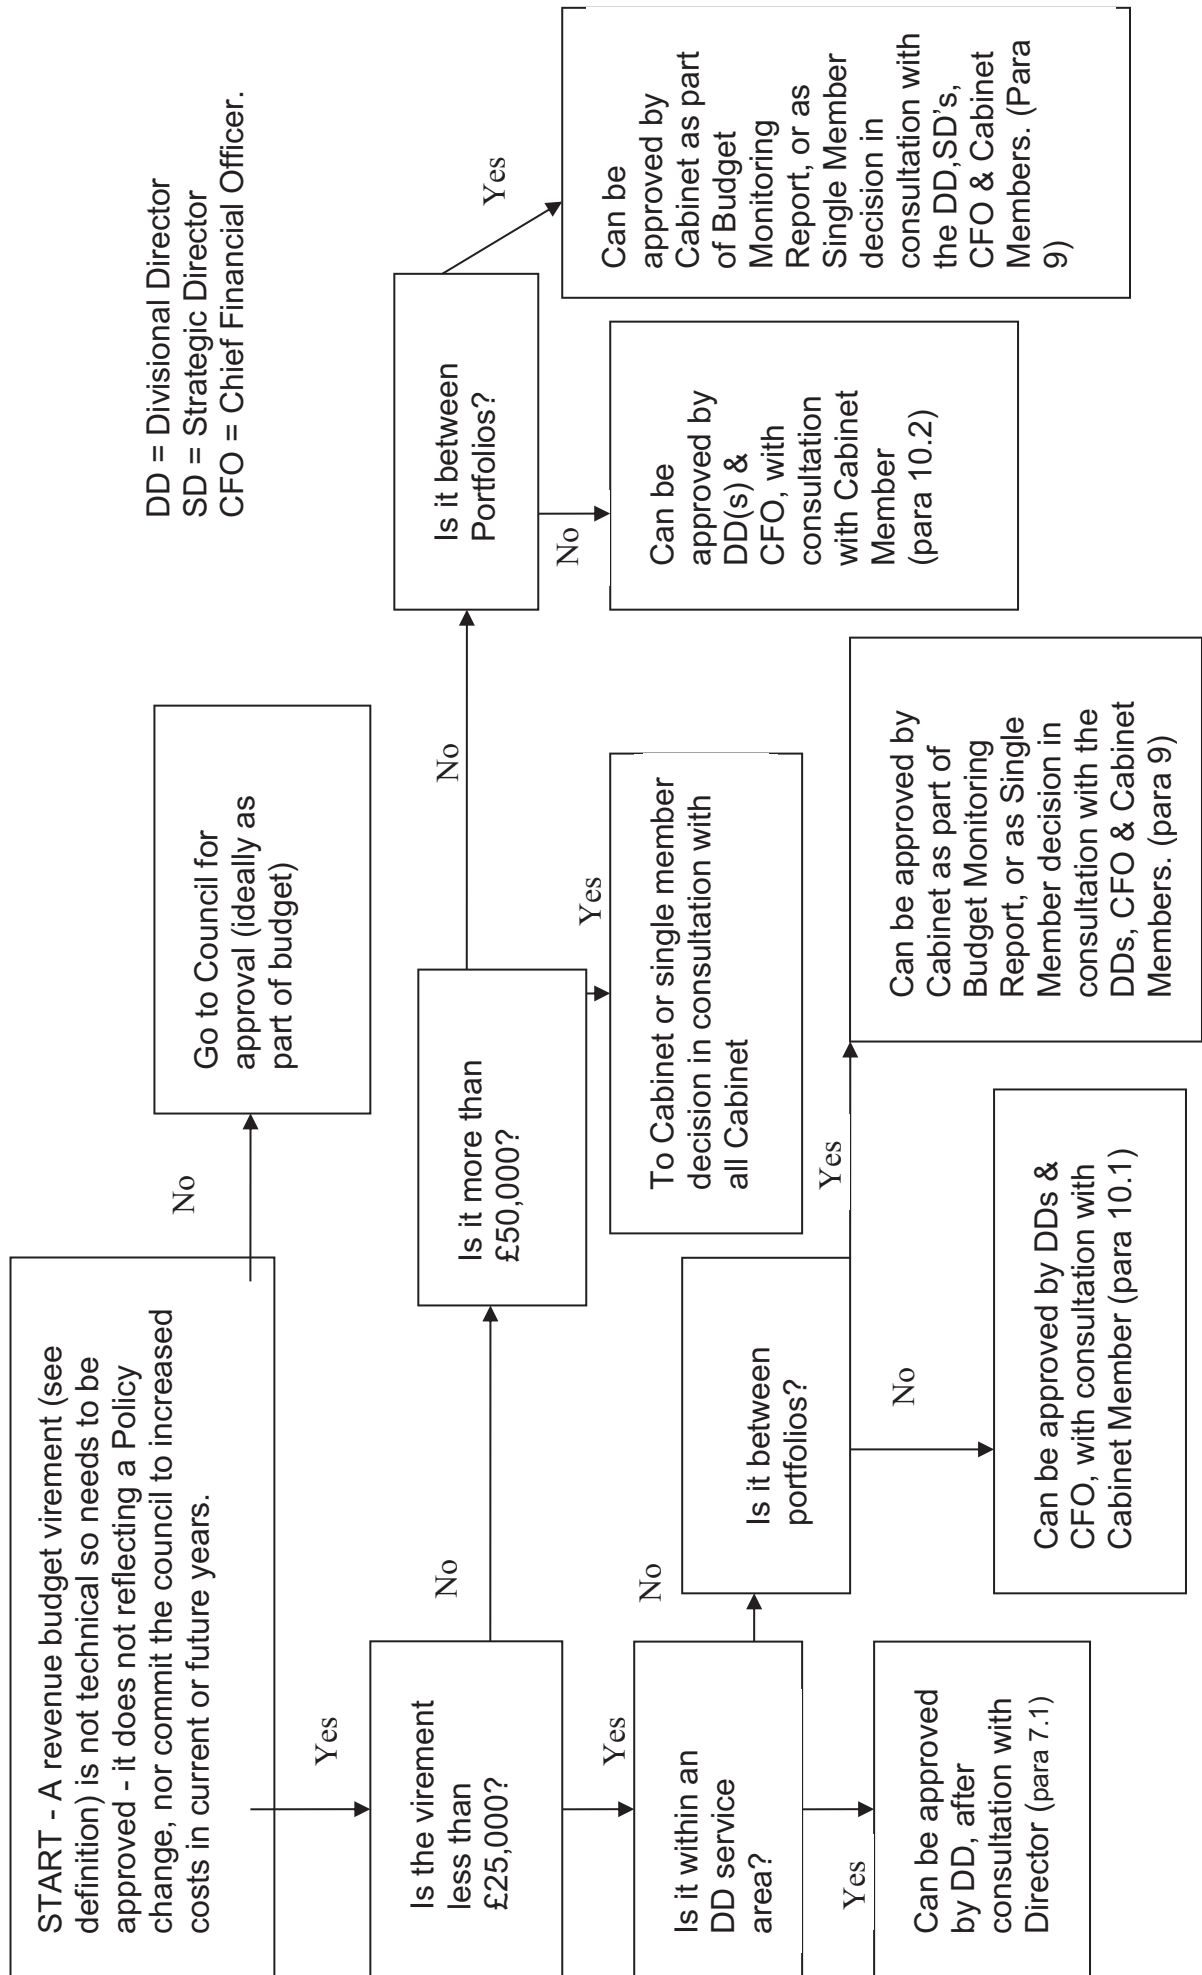 DD = Divisional Director
SD = Strategic Director
CFO = Chief Financial Officer.
START - A revenue budget virement (see
definition) is not technical so needs to be
approved - it does not reflecting a Policy
change, nor commit the council to increased
costs in current or future years.
No
Go to Council for
approval (ideally as
part of budget)
Yes
Is the virement
less than
£25,000?
No
Is it more than
£50,000?
No
Is it between
Portfolios?
Yes
Can be
approved by
Cabinet as part
of Budget
Monitoring
Report, or as
Single Member
decision in
consultation with
the DD,SD's,
CFO & Cabinet
Members. (Para
9)
No
Can be
approved by
DD(s) &
CFO, with
consultation
with Cabinet
Member
(para 10.2)
Yes
To Cabinet or single member
decision in consultation with
all Cabinet
Yes
Is it within an
DD service
area?
No
Is it between
portfolios?
Yes
Can be approved by
Cabinet as part of
Budget Monitoring
Report, or as Single
Member decision in
consultation with the
DDs, CFO & Cabinet
Members. (para 9)
No
Can be approved by DDs &
CFO, with consultation with
Cabinet Member (para 10.1)
Yes
Can be approved
by DD, after
consultation with
Director (para 7.1)